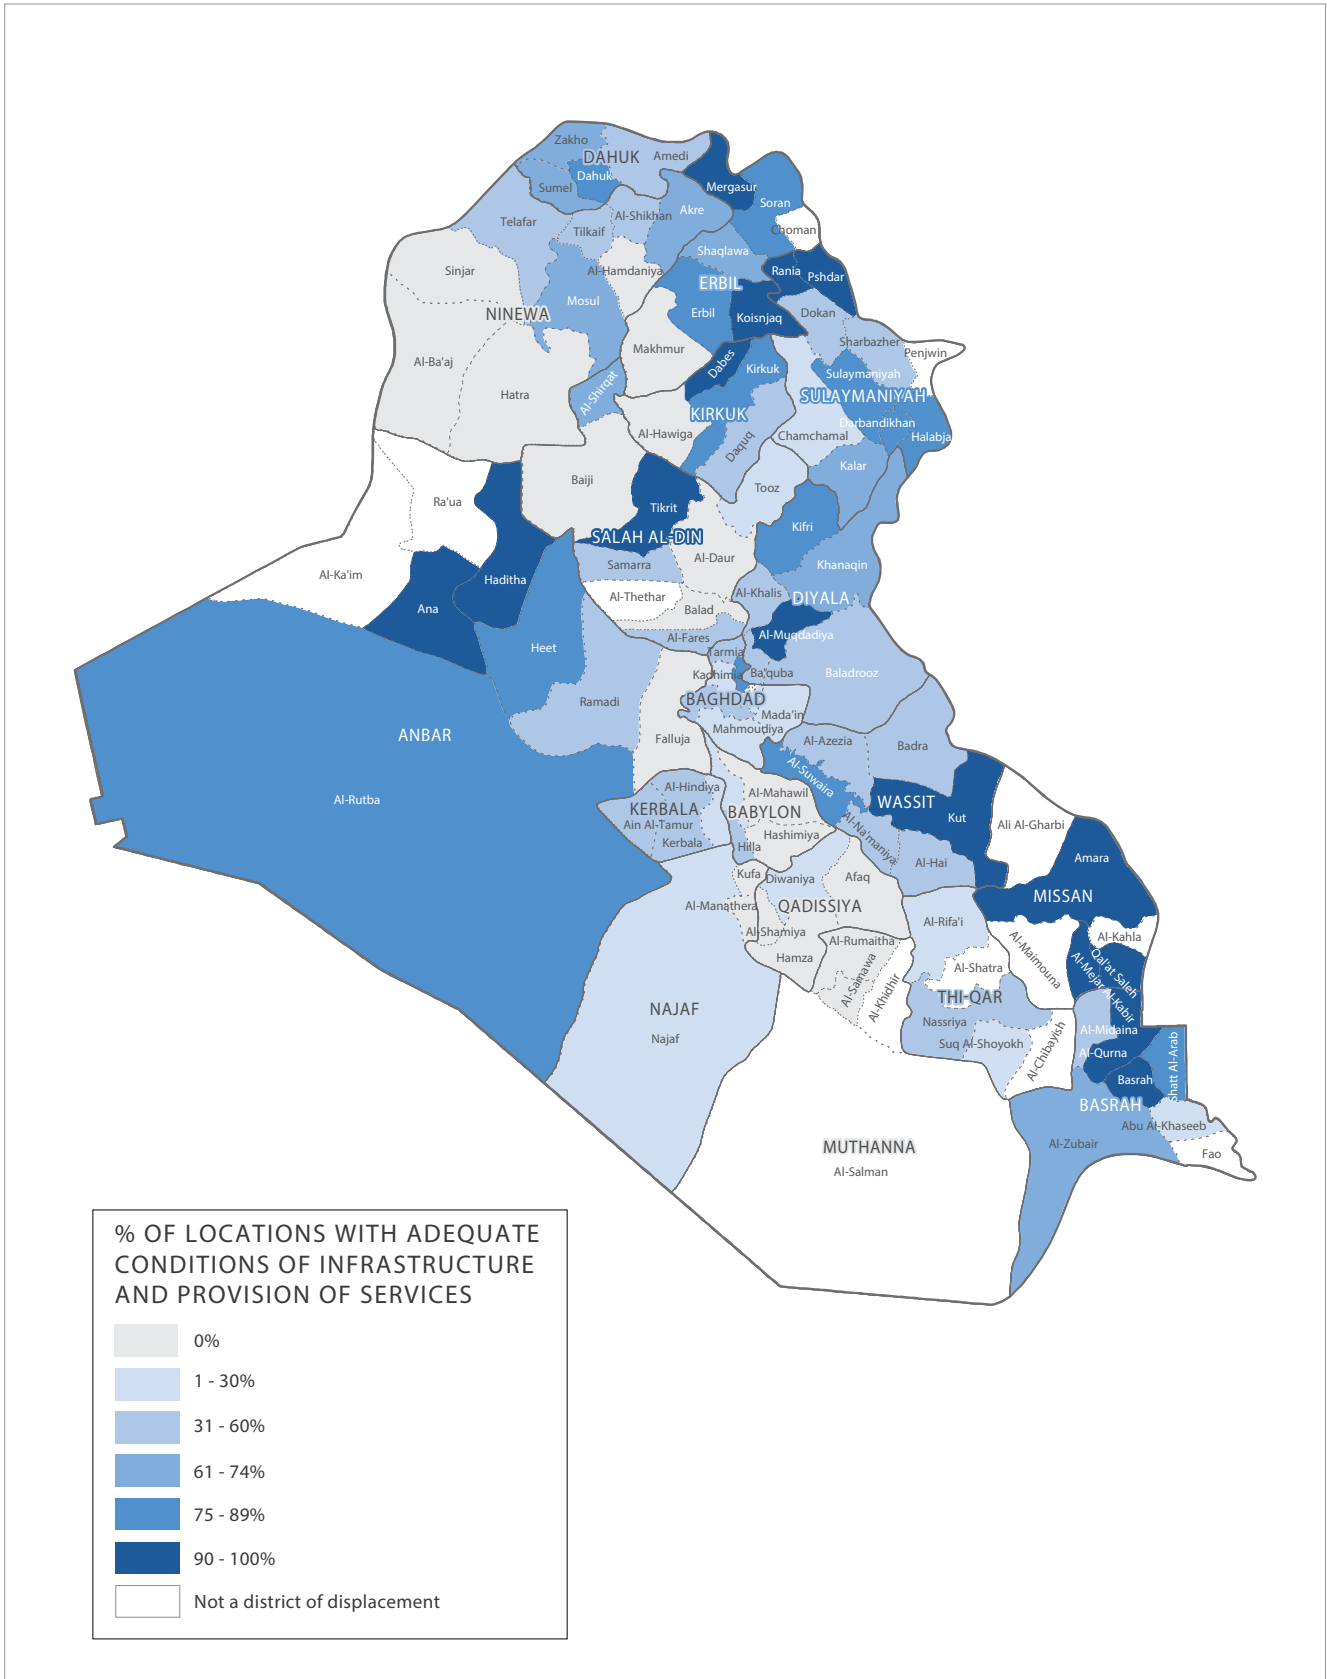 Zakho
DAHUK
Amedi
Dahuk
Sumel
Mergasur
Soran
Choman
Akre
Al-Shikhan
Telafar
Tilkaif
Shaqlawa
Sinjar
Al-Hamdaniya
ERBIL
Rania
Pshdar
NINEWA
Mosul
Erbil
Koisnjaq
Dokan
Sharbazher
Penjwin
Makhmur
Al-Ba'aj
Dabes
Kirkuk
Sulaymaniyah
Hatra
Al-Shirqat
SULAYMANIYAH
KIRKUK
Darbandikhan
Halabja
Al-Hawiga
Daquq
Chamchamal
Kalar
Baiji
Tooz
Ra'ua
Tikrit
Kifri
SALAH AL-DIN
Al-Daur
Samarra
Khanaqin
Al-Ka'im
Haditha
Al-Thethar
Al-Khalis
DIYALA
Ana
Balad
Al-Fares
Al-Muqdadiya
Heet
Tarmia
Kadhimia
Ba'quba
Baladrooz
Ramadi
BAGHDAD
Mada'in
Mahmoudiya
ANBAR
Falluja
Al-Azezia
Badra
Al-Suwaira
Al-Rutba
Al-Hindiya
Al-Mahawil
KERBALA
BABYLON
WASSIT
Kut
Ain Al-Tamur
Kerbala
Hashimiya
Hilla
Al-Na'maniya
Al-Hai
Ali Al-Gharbi
Amara
Kufa
Diwaniya
Afaq
MISSAN
Al-Manathera
QADISSIYA
Al-Shamiya
Al-Rifa'i
Al-Rumaitha
Hamza
Al-Samawa
Al-Khidhir
Al-Shatra
Al-Maimouna
Al-Kahla
Qal'at Saleh
Al-Mejar Al-Kabir
THI-QAR
NAJAF
Najaf
Nassriya
Suq Al-Shoyokh
Al-Chibayish
Al-Midaina
Al-Qurna
Shatt Al-Arab
Basrah
BASRAH
Abu Al-Khaseeb
Al-Zubair
Fao
MUTHANNA
Al-Salman
% OF LOCATIONS WITH ADEQUATE
CONDITIONS OF INFRASTRUCTURE
AND PROVISION OF SERVICES
0%
1 - 30%
31 - 60%
61 - 74%
75 - 89%
90 - 100%
Not a district of displacement